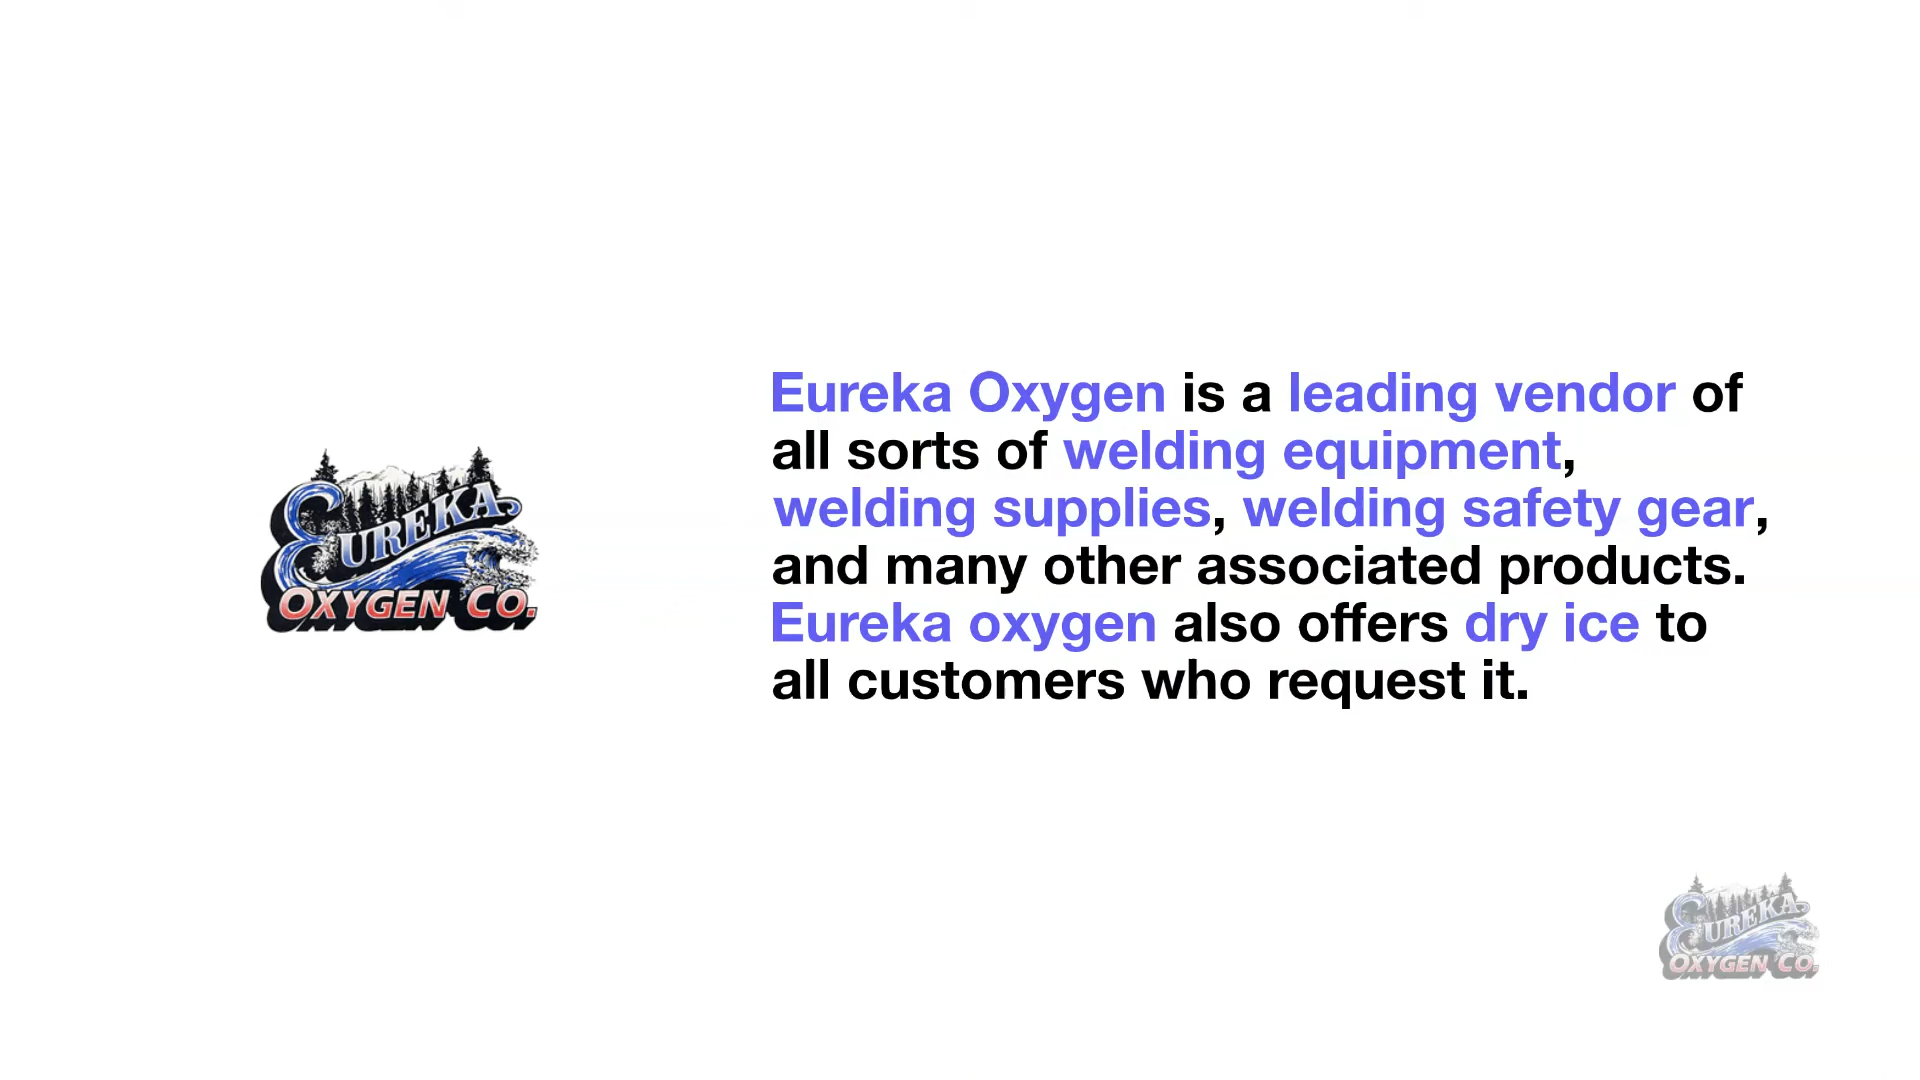 EUREKA
OXYGEN CO.
Eureka Oxygen is a leading vendor of
all sorts of welding equipment,
welding supplies, welding safety gear,
and many other associated products.
Eureka oxygen also offers dry ice to
all customers who request it.
EUREKA
OXYGEN CO.